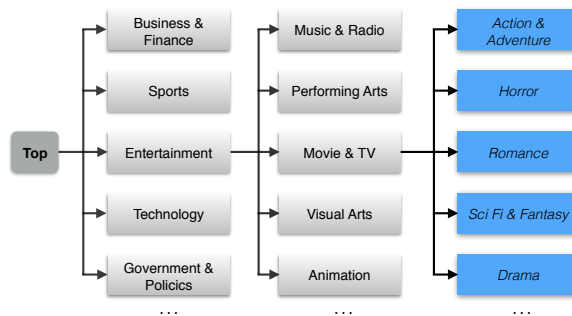 Top
Business &
Finance
Sports
Entertainment
Technology
Government &
Policics
...
Music & Radio
Performing Arts
Movie & TV
Visual Arts
Animation
...
Action &
Adventure
Horror
Romance
Sci Fi & Fantasy
Drama
...